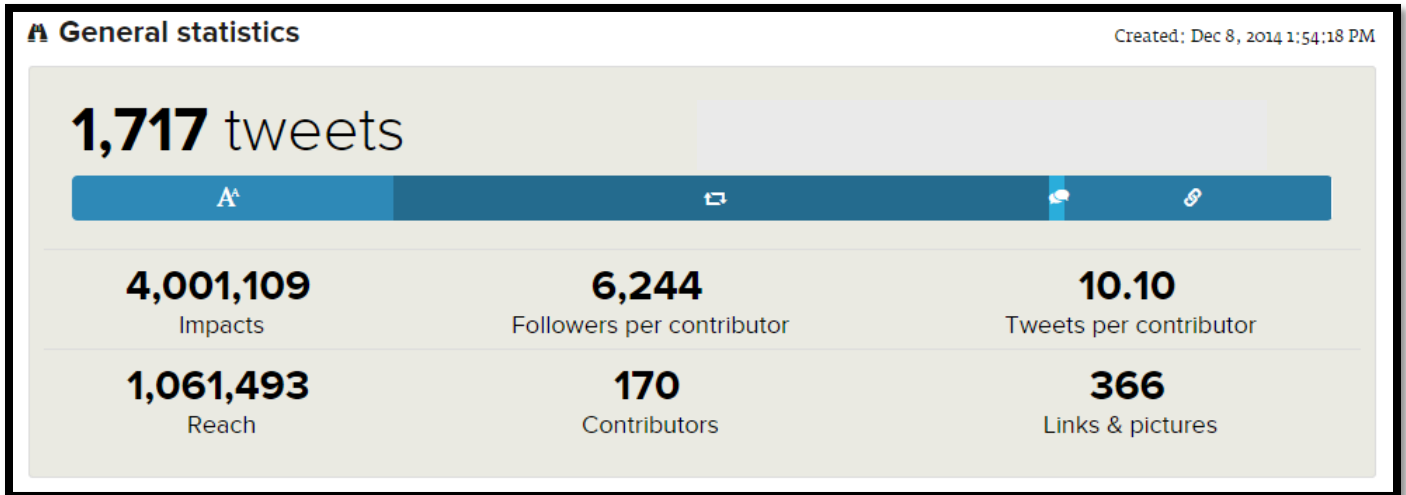 General statistics
Created: Dec 8, 2014 1:54:18 PM
1,717 tweets
4,001,109
Impacts
6,244
Followers per contributor
10.10
Tweets per contributor
1,061,493
Reach
170
Contributors
366
Links & pictures